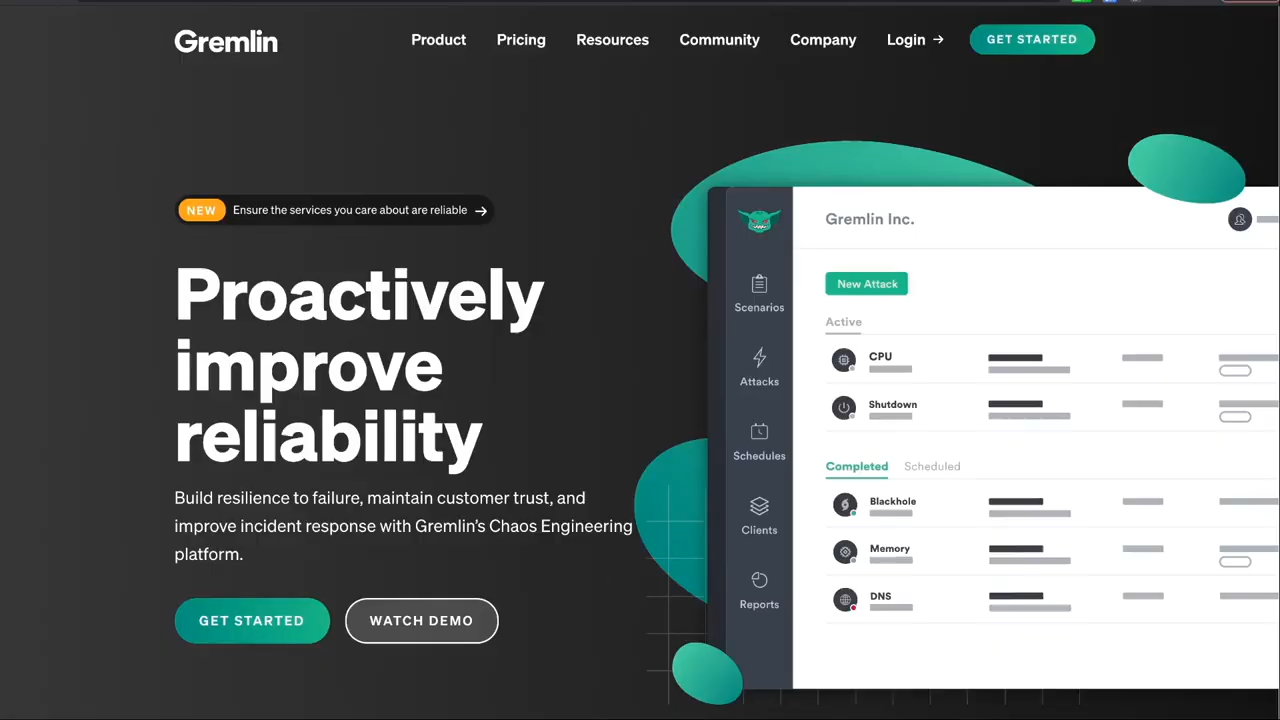 Gremlin
Product
Pricing
Resources
Community
Company
Login →
GET STARTED
NEW
Ensure the services you care about are reliable →
Proactively
improve
reliability
Build resilience to failure, maintain customer trust, and
improve incident response with Gremlin’s Chaos Engineering
platform.
GET STARTED
WATCH DEMO
Scenarios
Attacks
Schedules
Clients
Reports
Gremlin Inc.
New Attack
Active
CPU
Shutdown
Completed
Scheduled
Blackhole
Memory
DNS